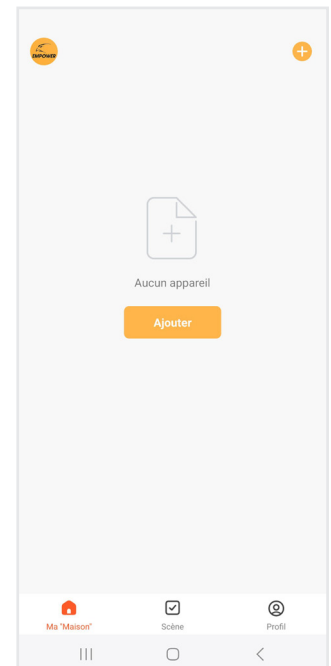 EMPOWER
Aucun appareil
Ajouter
Ma "Maison"
Scène
Profil